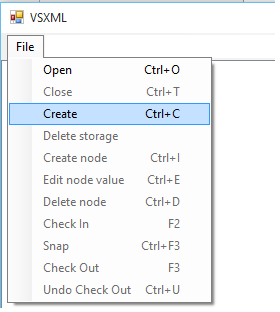 VSXML
File
Open Ctrl+O
Close Ctrl+T
Create Ctrl+C
Delete storage
Create node Ctrl+I
Edit node value Ctrl+E
Delete node Ctrl+D
Check In F2
Snap Ctrl+F3
Check Out F3
Undo Check Out Ctrl+U